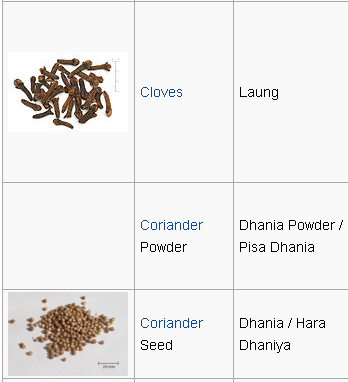 Cloves
Laung
Coriander
Powder
Dhania Powder /
Pisa Dhania
Coriander
Seed
Dhania / Hara
Dhaniya